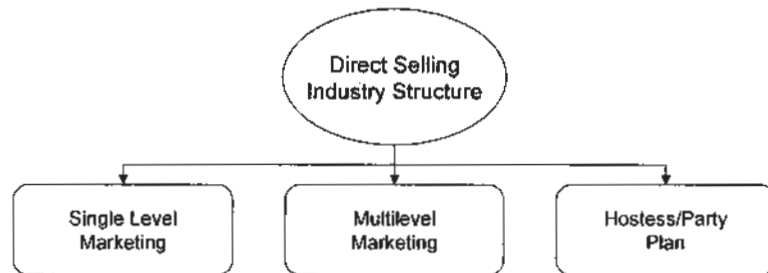 Direct Selling
Industry Structure
Single Level
Marketing
Multilevel
Marketing
Hostess/Party
Plan